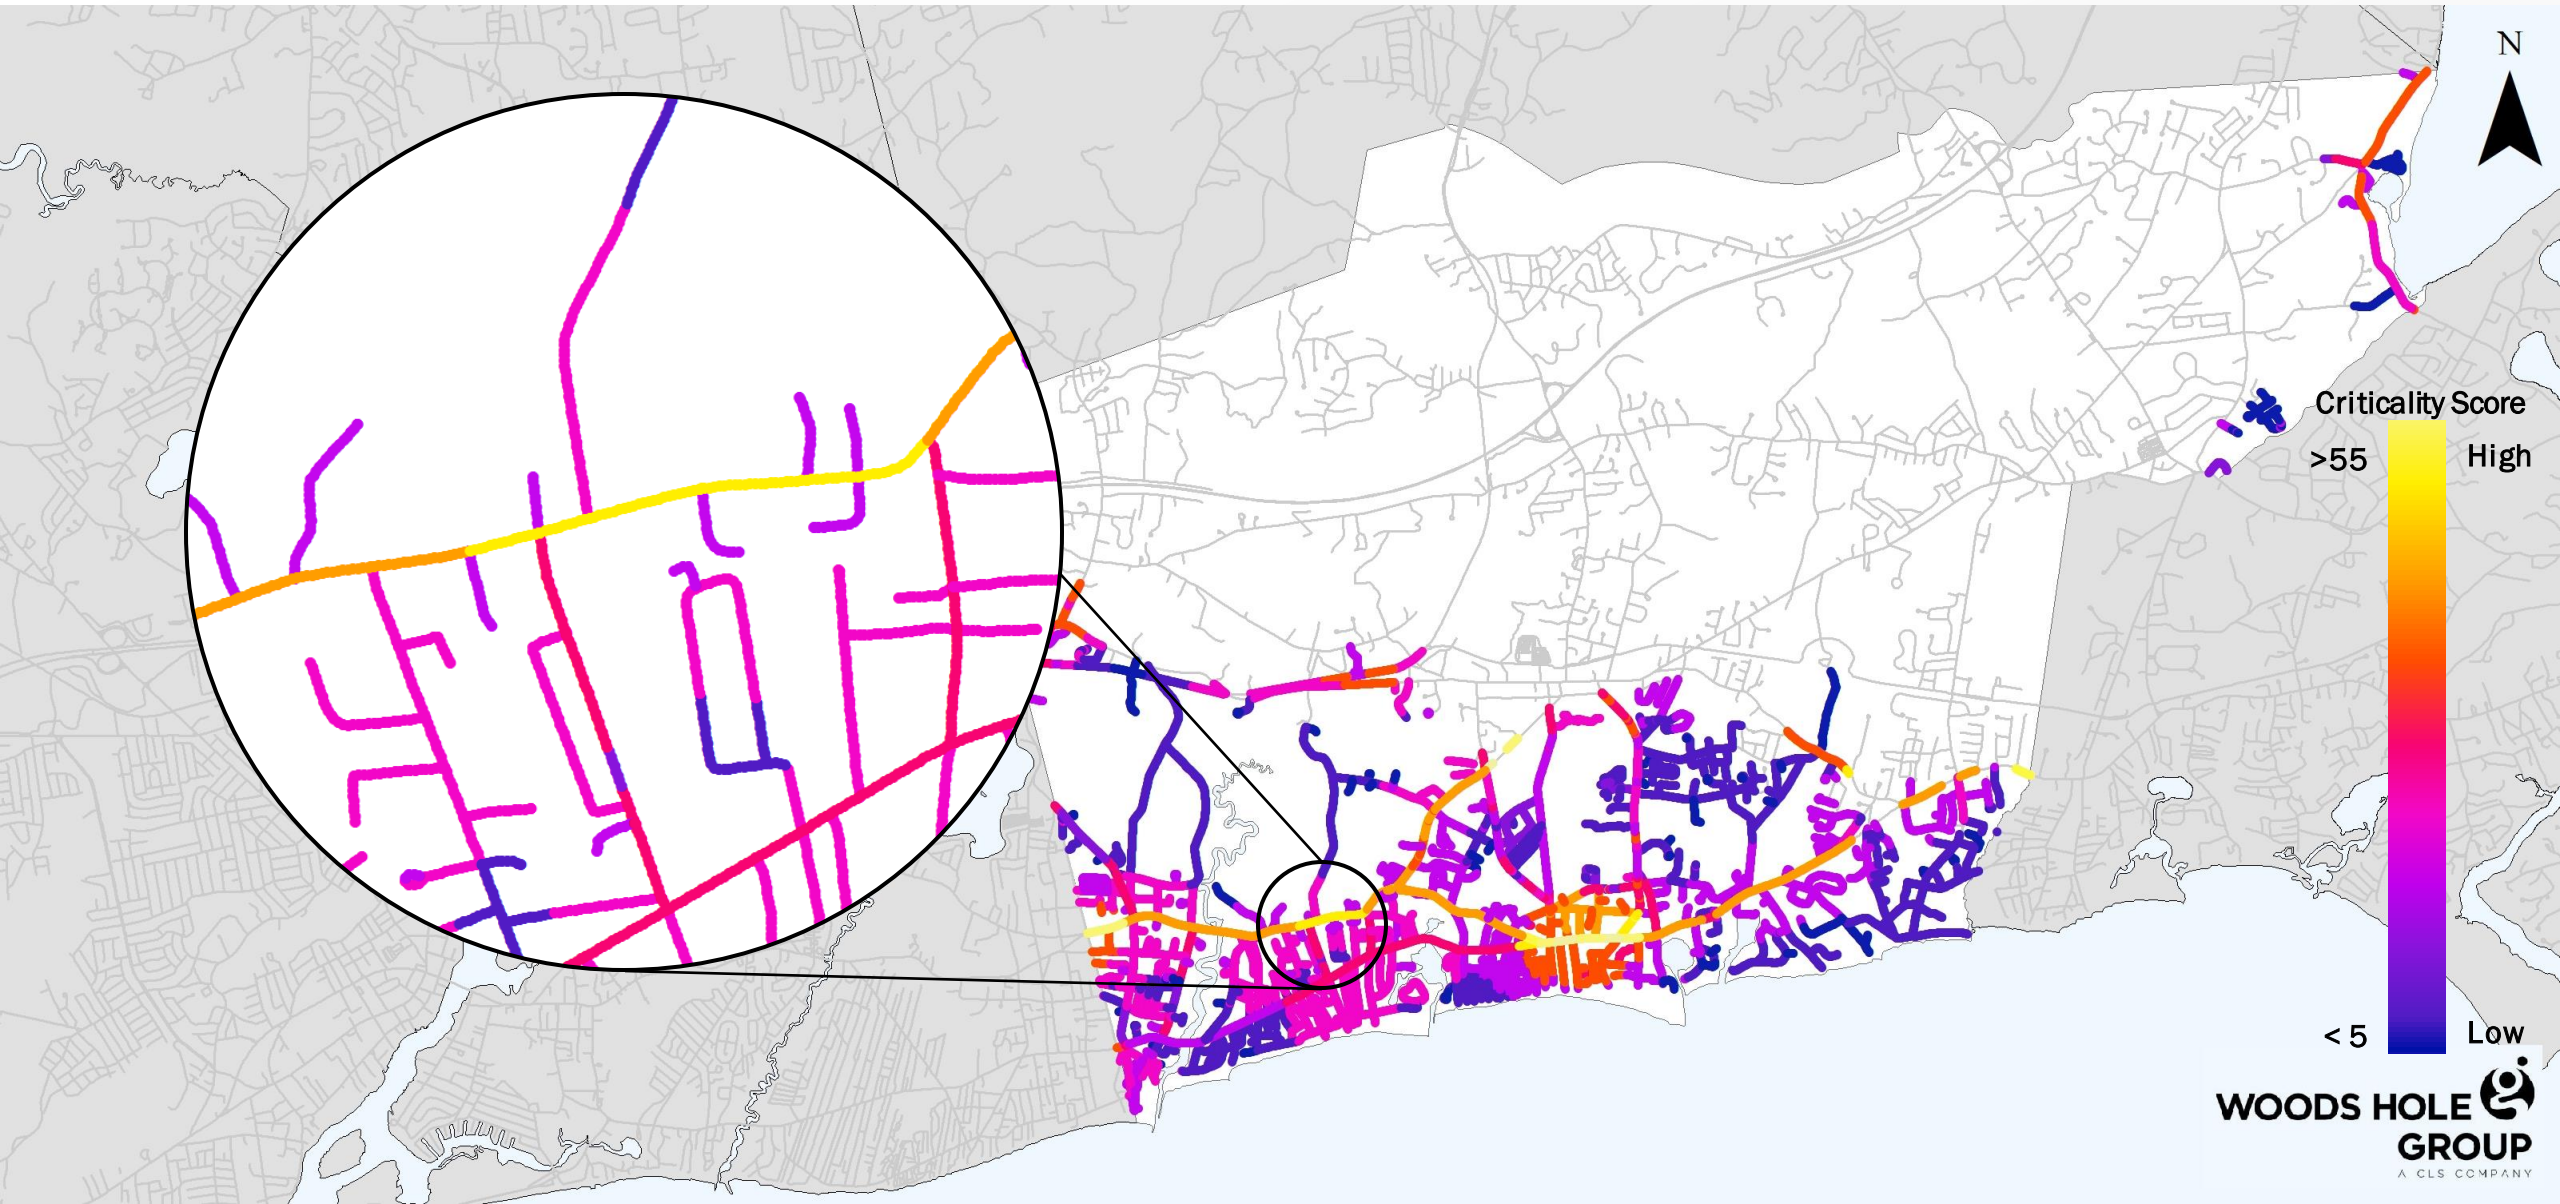 N
Criticality Score
>55
High
< 5
Low
WOODS HOLE
GROUP
A CLS COMPANY